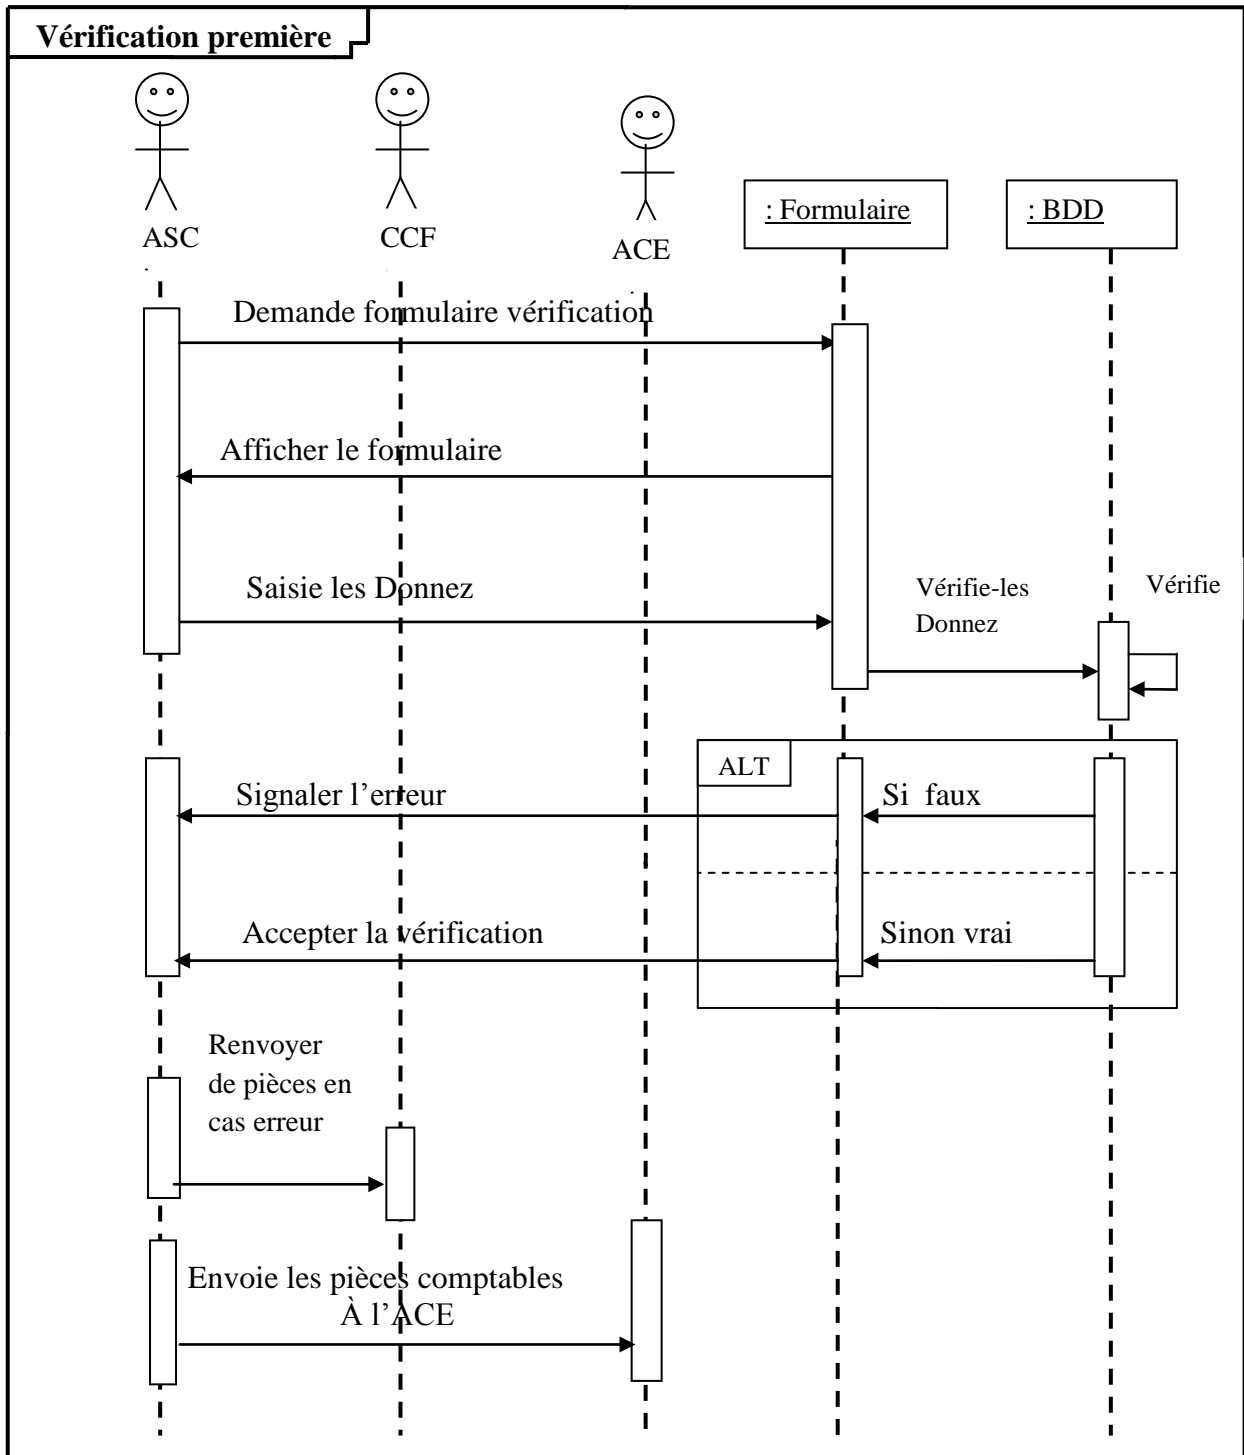 Vérification première
ASC
CCF
ACE
: Formulaire
: BDD
Demande formulaire vérification
Afficher le formulaire
Saisie les Donnez
Vérifie-les
Donnez
Vérifie
ALT
Signaler l’erreur
Si faux
Accepter la vérification
Sinon vrai
Renvoyer
de pièces en
cas erreur
Envoie les pièces comptables
À l’ACE